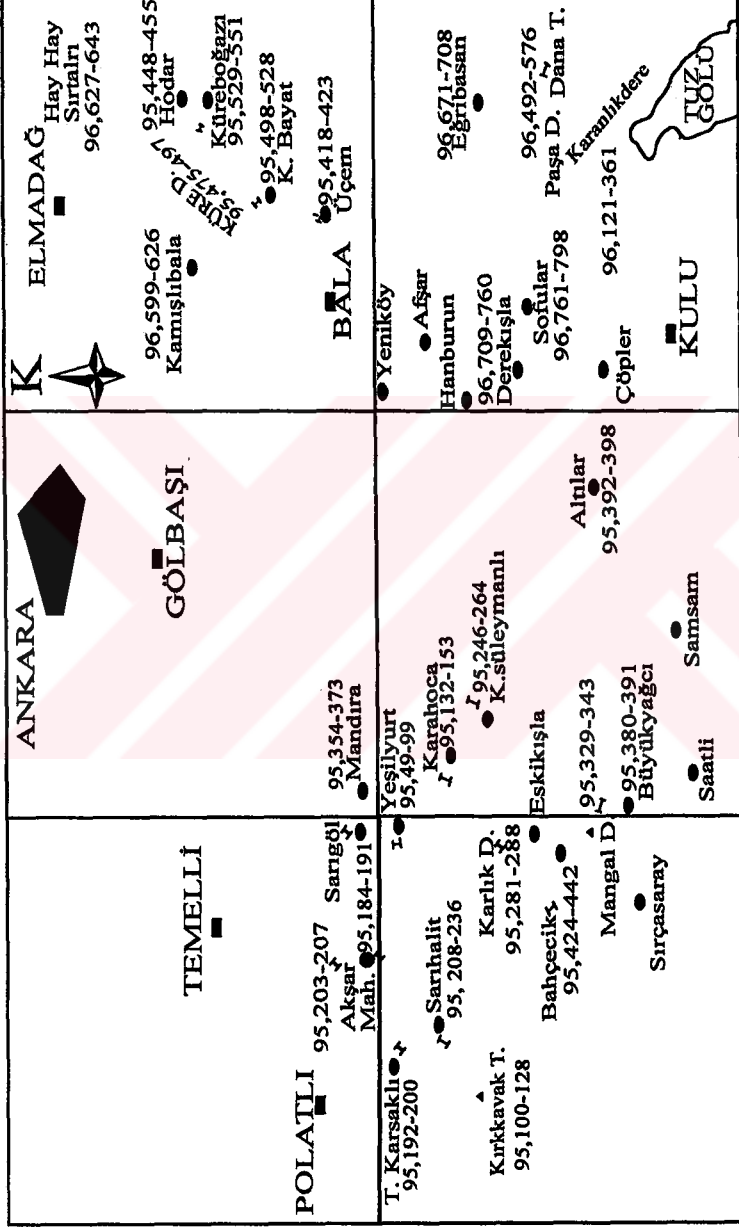 K
ANKARA
ELMADAĞ
Hay Hay
Sırtalrı
96,627-643
95,448-455
Hodar
Küreboğazı
95,529-551
KÜRE D.
95,475-497
95,498-528
K. Bayat
96,599-626
Kamışlıbala
95,418-423
Üçem
BALA
GÖLBAŞI
TEMELLİ
POLATLI
95,203-207
Akşar
Mah.
95,184-191
Sarıgöl
95,354-373
Mandıra
Yeniköy
Afşar
Hanburun
96,709-760
Derekışla
Sofular
96,761-798
96,671-708
Eğribasan
96,492-576
Paşa D. Dana T.
Karanlıkdere
96,121-361
TUZ
GÖLÜ
Çöpler
KULU
Yeşilyurt
95,49-99
Karahoca
95,132-153
95,246-264
K.süleymanlı
Altılar
95,392-398
Eskikışla
95,329-343
95,380-391
Büyükyağcı
Samsam
Saatli
T. Karsaklı
95,192-200
Sarıhalit
95, 208-236
Kırkkavak T.
95,100-128
Karlık D.
95,281-288
Bahçecik
95,424-442
Mangal D
Sırçasaray